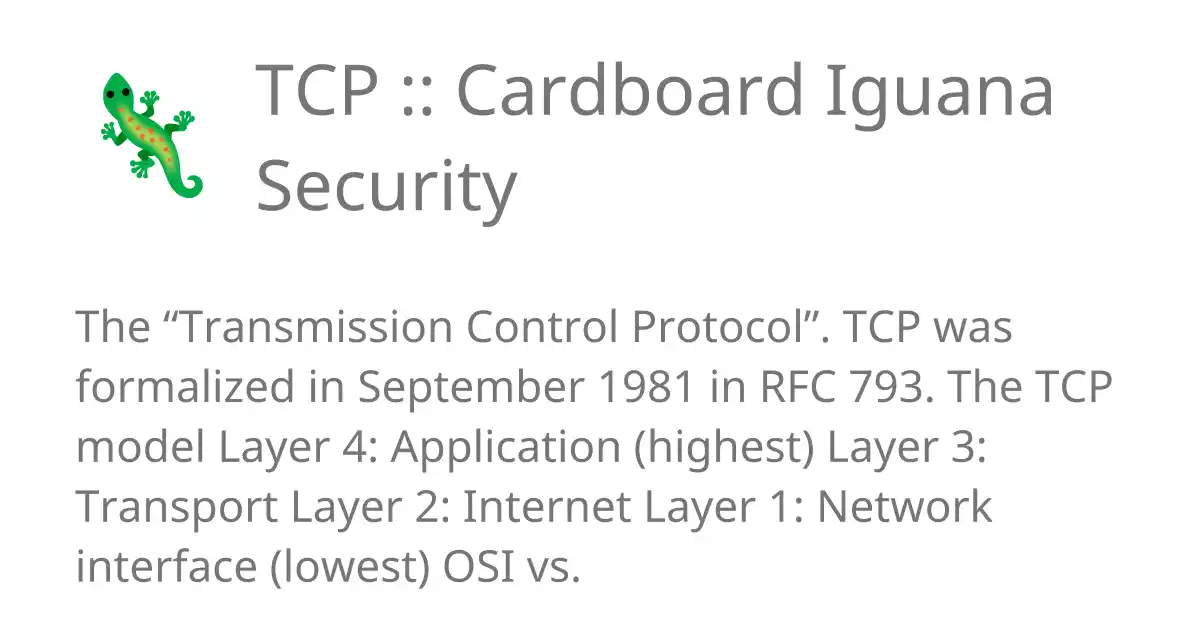 TCP :: Cardboard Iguana
Security
The “Transmission Control Protocol”. TCP was
formalized in September 1981 in RFC 793. The TCP
model Layer 4: Application (highest) Layer 3:
Transport Layer 2: Internet Layer 1: Network
interface (lowest) OSI vs.